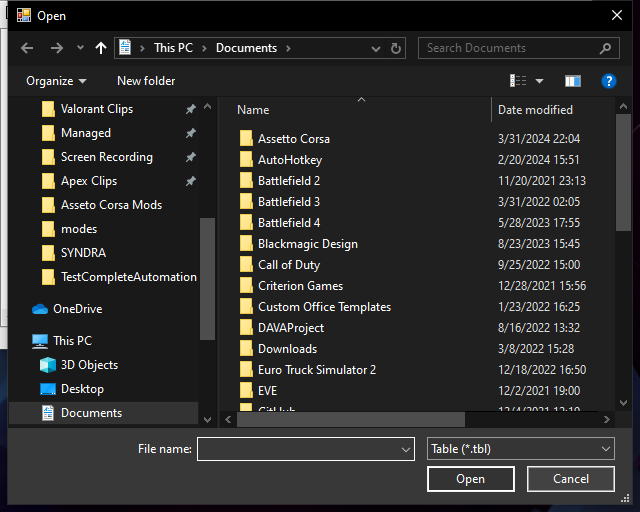 Open
This PC > Documents >
Search Documents
Organize
New folder
?
Name
Date modified
Valorant Clips
Managed
Screen Recording
Apex Clips
Asseto Corsa Mods
modes
SYNDRA
TestCompleteAutomation
OneDrive
This PC
3D Objects
Desktop
Documents
Assetto Corsa 3/31/2024 22:04
AutoHotkey 2/20/2024 15:51
Battlefield 2 11/20/2021 23:13
Battlefield 3 3/31/2022 02:05
Battlefield 4 5/28/2023 17:55
Blackmagic Design 8/23/2023 15:45
Call of Duty 9/25/2022 15:00
Criterion Games 12/28/2021 15:56
Custom Office Templates 1/23/2022 16:25
DAVAProject 8/16/2022 13:32
Downloads 3/8/2022 15:28
Euro Truck Simulator 2 12/18/2022 16:50
EVE 12/2/2021 19:00
GitHub 12/4/2021 12:10
File name:
Table (*.tbl)
Open
Cancel